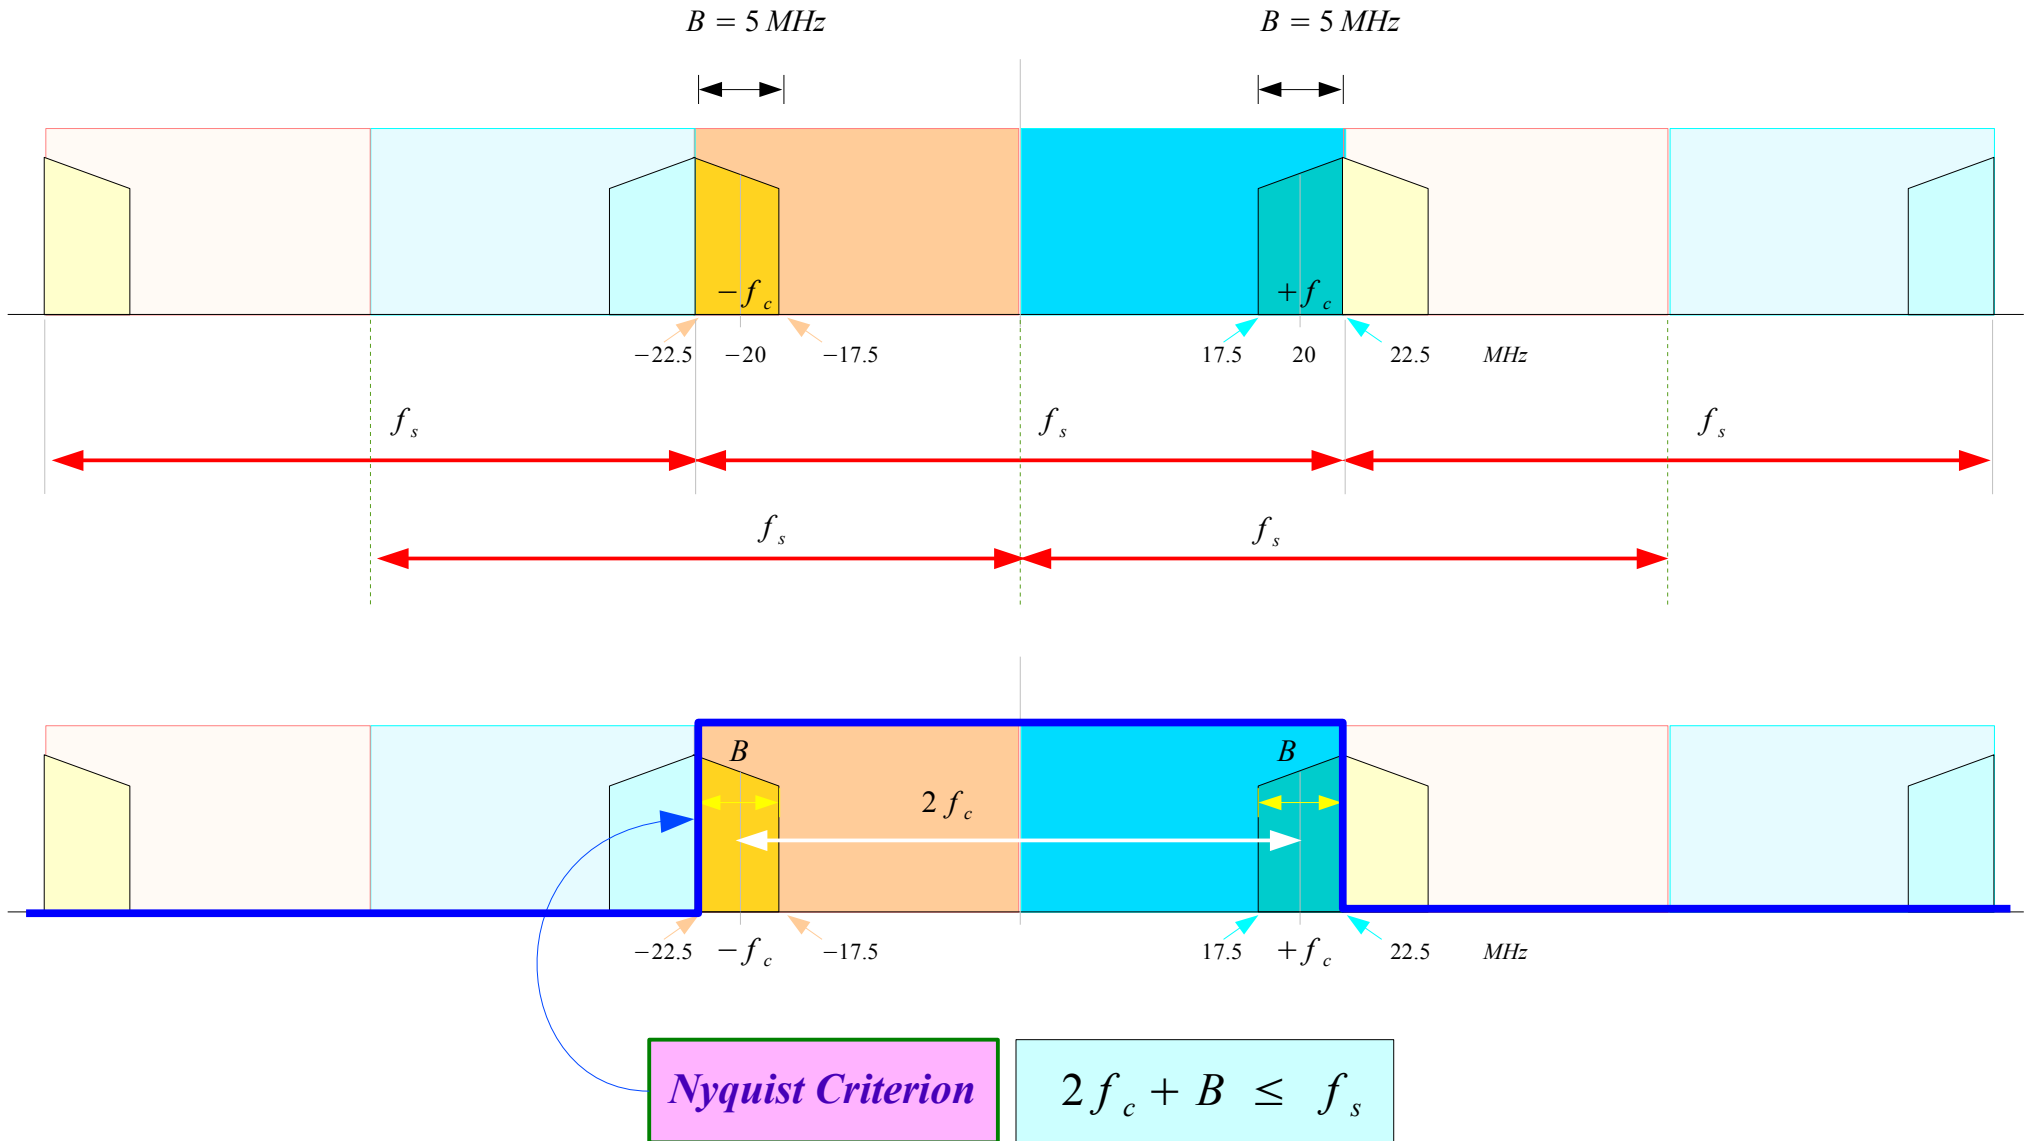 B = 5 MHz B = 5 MHz
− f c + f c
−22.5 −20 −17.5 17.5 20 22.5 MHz
f s f s f s
f s f s
B B
2 f c
−22.5 − f c −17.5 17.5 + f c 22.5 MHz
Nyquist Criterion 2 f c + B ≤ f s